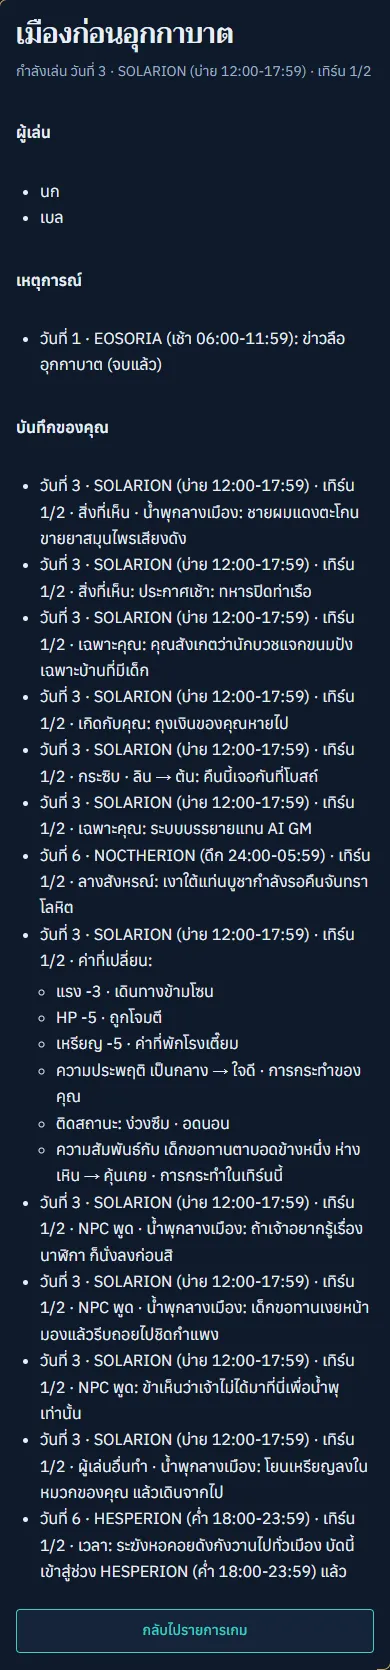 เมืองก่อนอุกกาบาต
กำลังเล่น วันที่ 3 · SOLARION (บ่าย 12:00-17:59) · เทิร์น 1/2
ผู้เล่น
• นก
• เบล
เหตุการณ์
• วันที่ 1 · EOSORIA (เช้า 06:00-11:59): ข่าวลือ
อุกกาบาต (จบแล้ว)
บันทึกของคุณ
• วันที่ 3 · SOLARION (บ่าย 12:00-17:59) · เทิร์น
1/2 · สิ่งที่เห็น · น้ำพุกลางเมือง: ชายผมแดงตะโกน
ขายยาสมุนไพรเสียงดัง
• วันที่ 3 · SOLARION (บ่าย 12:00-17:59) · เทิร์น
1/2 · สิ่งที่เห็น: ประกาศเช้า: ทหารปิดท่าเรือ
• วันที่ 3 · SOLARION (บ่าย 12:00-17:59) · เทิร์น
1/2 · เฉพาะคุณ: คุณสังเกตว่านักบวชแจกขนมปัง
เฉพาะบ้านที่มีเด็ก
• วันที่ 3 · SOLARION (บ่าย 12:00-17:59) · เทิร์น
1/2 · เกิดกับคุณ: ถุงเงินของคุณหายไป
• วันที่ 3 · SOLARION (บ่าย 12:00-17:59) · เทิร์น
1/2 · กระซิบ · ลิน → ต้น: คืนนี้เจอกันที่โบสถ์
• วันที่ 3 · SOLARION (บ่าย 12:00-17:59) · เทิร์น
1/2 · เฉพาะคุณ: ระบบบรรยายแทน AI GM
• วันที่ 6 · NOCTHERION (ดึก 24:00-05:59) · เทิร์น
1/2 · ลางสังหรณ์: เงาใต้แท่นบูชากำลังรอคืนจันทรา
โลหิต
• วันที่ 3 · SOLARION (บ่าย 12:00-17:59) · เทิร์น
1/2 · ค่าที่เปลี่ยน:
◦ แรง -3 · เดินทางข้ามโซน
◦ HP -5 · ถูกโจมตี
◦ เหรียญ -5 · ค่าที่พักโรงเตี๊ยม
◦ ความประพฤติ เป็นกลาง → ใจดี · การกระทำของ
คุณ
◦ ติดสถานะ: ง่วงซึม · อดนอน
◦ ความสัมพันธ์กับ เด็กขอทานตาบอดข้างหนึ่ง ห่าง
เหิน → คุ้นเคย · การกระทำในเทิร์นนี้
• วันที่ 3 · SOLARION (บ่าย 12:00-17:59) · เทิร์น
1/2 · NPC พูด · น้ำพุกลางเมือง: ถ้าเจ้าอยากรู้เรื่อง
นาฬิกา ก็นั่งลงก่อนสิ
• วันที่ 3 · SOLARION (บ่าย 12:00-17:59) · เทิร์น
1/2 · NPC พูด · น้ำพุกลางเมือง: เด็กขอทานเงยหน้า
มองแล้วรีบถอยไปชิดกำแพง
• วันที่ 3 · SOLARION (บ่าย 12:00-17:59) · เทิร์น
1/2 · NPC พูด: ข้าเห็นว่าเจ้าไม่ได้มาที่นี่เพื่อน้ำพุ
เท่านั้น
• วันที่ 3 · SOLARION (บ่าย 12:00-17:59) · เทิร์น
1/2 · ผู้เล่นอื่นทำ · น้ำพุกลางเมือง: โยนเหรียญลงใน
หมวกของคุณ แล้วเดินจากไป
• วันที่ 6 · HESPERION (ค่ำ 18:00-23:59) · เทิร์น
1/2 · เวลา: ระฆังหอคอยดังกังวานไปทั่วเมือง บัดนี้
เข้าสู่ช่วง HESPERION (ค่ำ 18:00-23:59) แล้ว
กลับไปรายการเกม